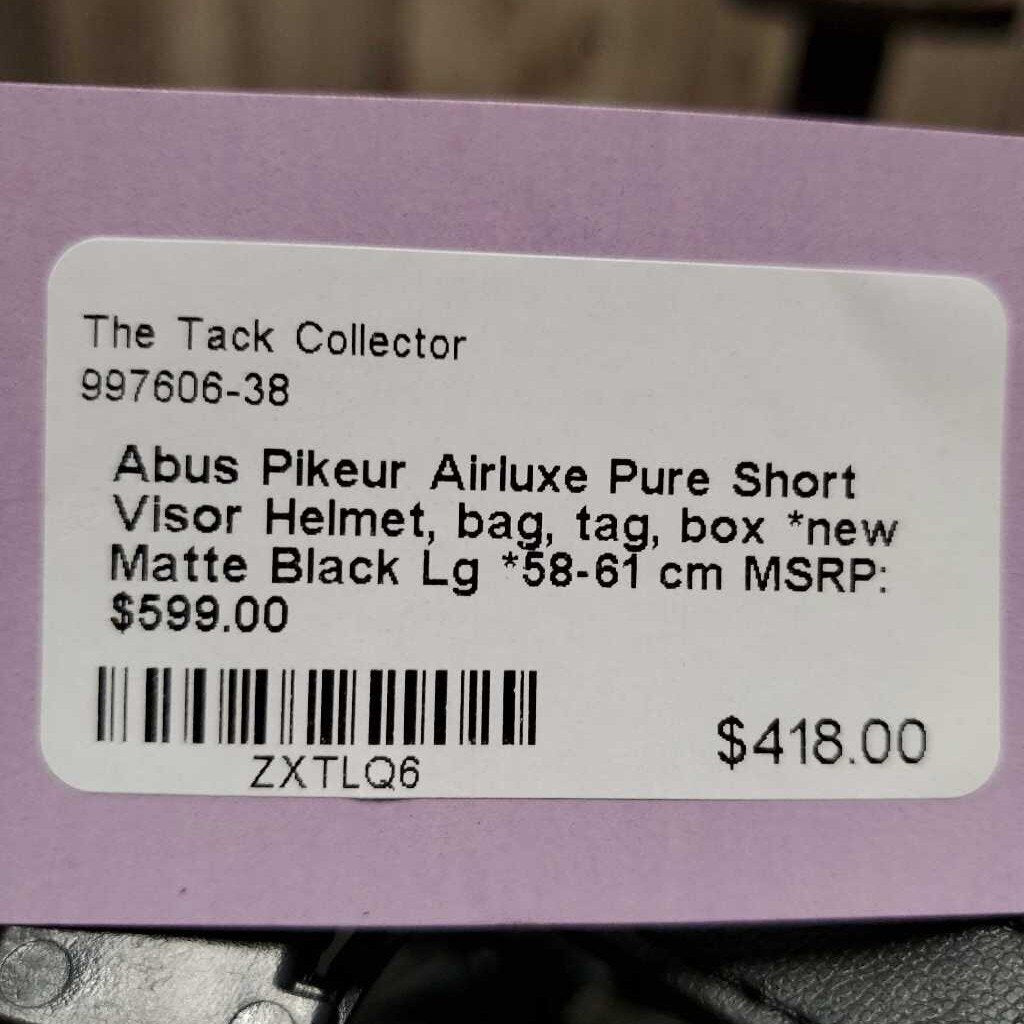 The Tack Collector
997606-38
Abus Pikeur Airluxe Pure Short
Visor Helmet, bag, tag, box *new
Matte Black Lg *58-61 cm MSRP:
$599.00
ZXTLQ6
$418.00